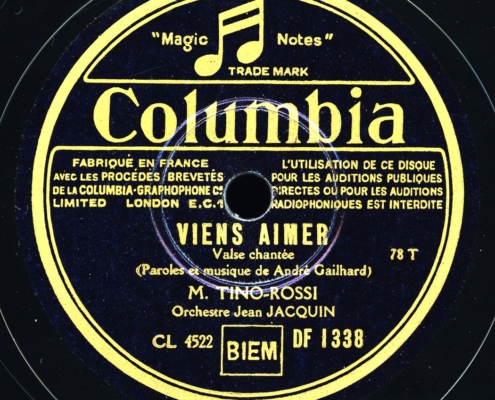 "Magic Notes"
TRADE MARK
Columbia
FABRIQUÉ EN FRANCE
AVEC LES PROCÉDÉS BREVETÉS
DE LA COLUMBIA-GRAPHOPHONE Co
LIMITED LONDON E.C.1
L'UTILISATION DE CE DISQUE
POUR LES AUDITIONS PUBLIQUES
DIRECTES OU POUR LES AUDITIONS
RADIOPHONIQUES EST INTERDITE
VIENS AIMER
Valse chantée
78 T
(Paroles et musique de André Gailhard)
M. TINO-ROSSI
Orchestre Jean JACQUIN
CL 4522 BIEM DF 1338